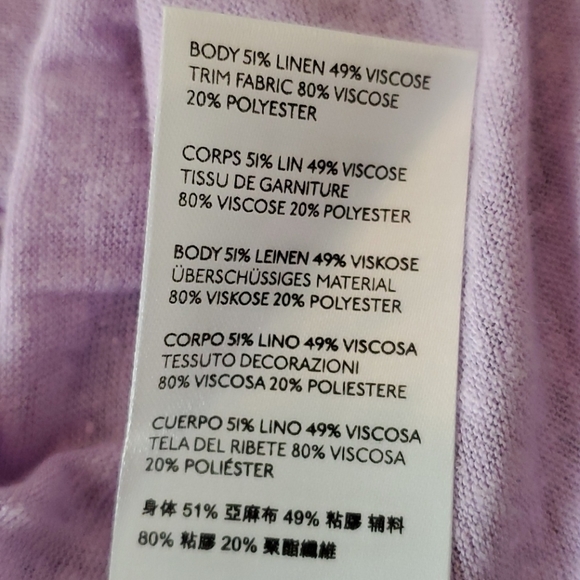 BODY 51% LINEN 49% VISCOSE
TRIM FABRIC 80% VISCOSE
20% POLYESTER
CORPS 51% LIN 49% VISCOSE
TISSU DE GARNITURE
80% VISCOSE 20% POLYESTER
BODY 51% LEINEN 49% VISKOSE
ÜBERSCHÜSSIGES MATERIAL
80% VISKOSE 20% POLYESTER
CORPO 51% LINO 49% VISCOSA
TESSUTO DECORAZIONI
80% VISCOSA 20% POLIESTERE
CUERPO 51% LINO 49% VISCOSA
TELA DEL RIBETE 80% VISCOSA
20% POLIÉSTER
身体 51% 亞麻布 49% 粘膠 辅料
80% 粘膠 20% 聚酯纖維